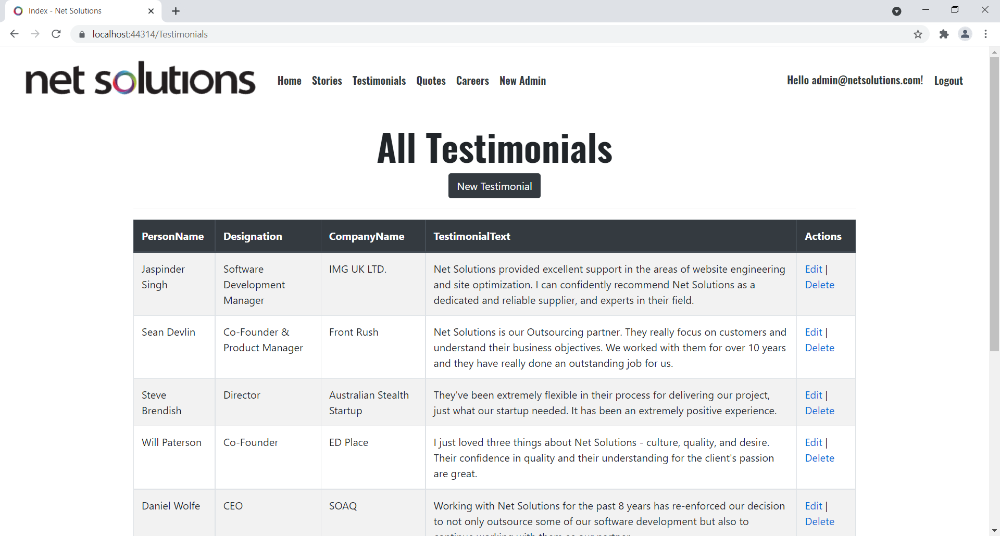 Index - Net Solutions
localhost:44314/Testimonials
net solutions
Home Stories Testimonials Quotes Careers New Admin
Hello admin@netsolutions.com! Logout
All Testimonials
New Testimonial
PersonName Designation CompanyName TestimonialText Actions
Jaspinder Software IMG UK LTD. Net Solutions provided excellent support in the areas of website engineering Edit |
Singh Development and site optimization. I can confidently recommend Net Solutions as a Delete
Manager dedicated and reliable supplier, and experts in their field.
Sean Devlin Co-Founder & Front Rush Net Solutions is our Outsourcing partner. They really focus on customers and Edit |
Product Manager understand their business objectives. We worked with them for over 10 years Delete
and they have really done an outstanding job for us.
Steve Director Australian Stealth They've been extremely flexible in their process for delivering our project, Edit |
Brendish Startup just what our startup needed. It has been an extremely positive experience. Delete
Will Paterson Co-Founder ED Place I just loved three things about Net Solutions - culture, quality, and desire. Edit |
Their confidence in quality and their understanding for the client's passion Delete
are great.
Daniel Wolfe CEO SOAQ Working with Net Solutions for the past 8 years has re-enforced our decision Edit |
to not only outsource some of our software development but also to Delete
continue working with them as our partner